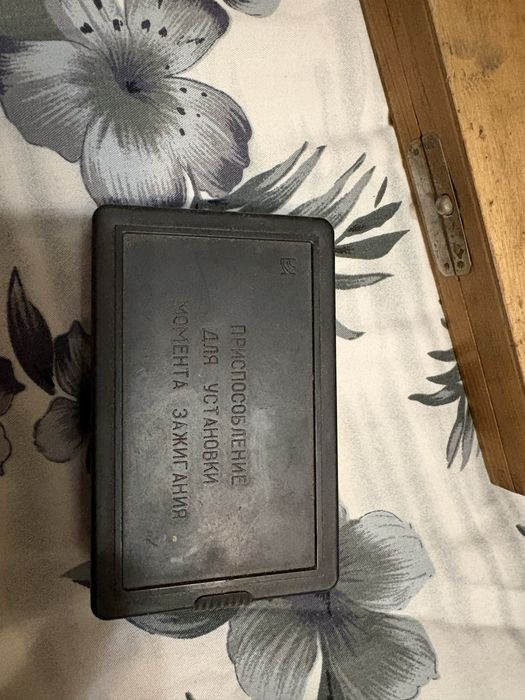 ПРИСПОСОБЛЕНИЕ
ДЛЯ УСТАНОВКИ
МОМЕНТА ЗАЖИГАНИЯ